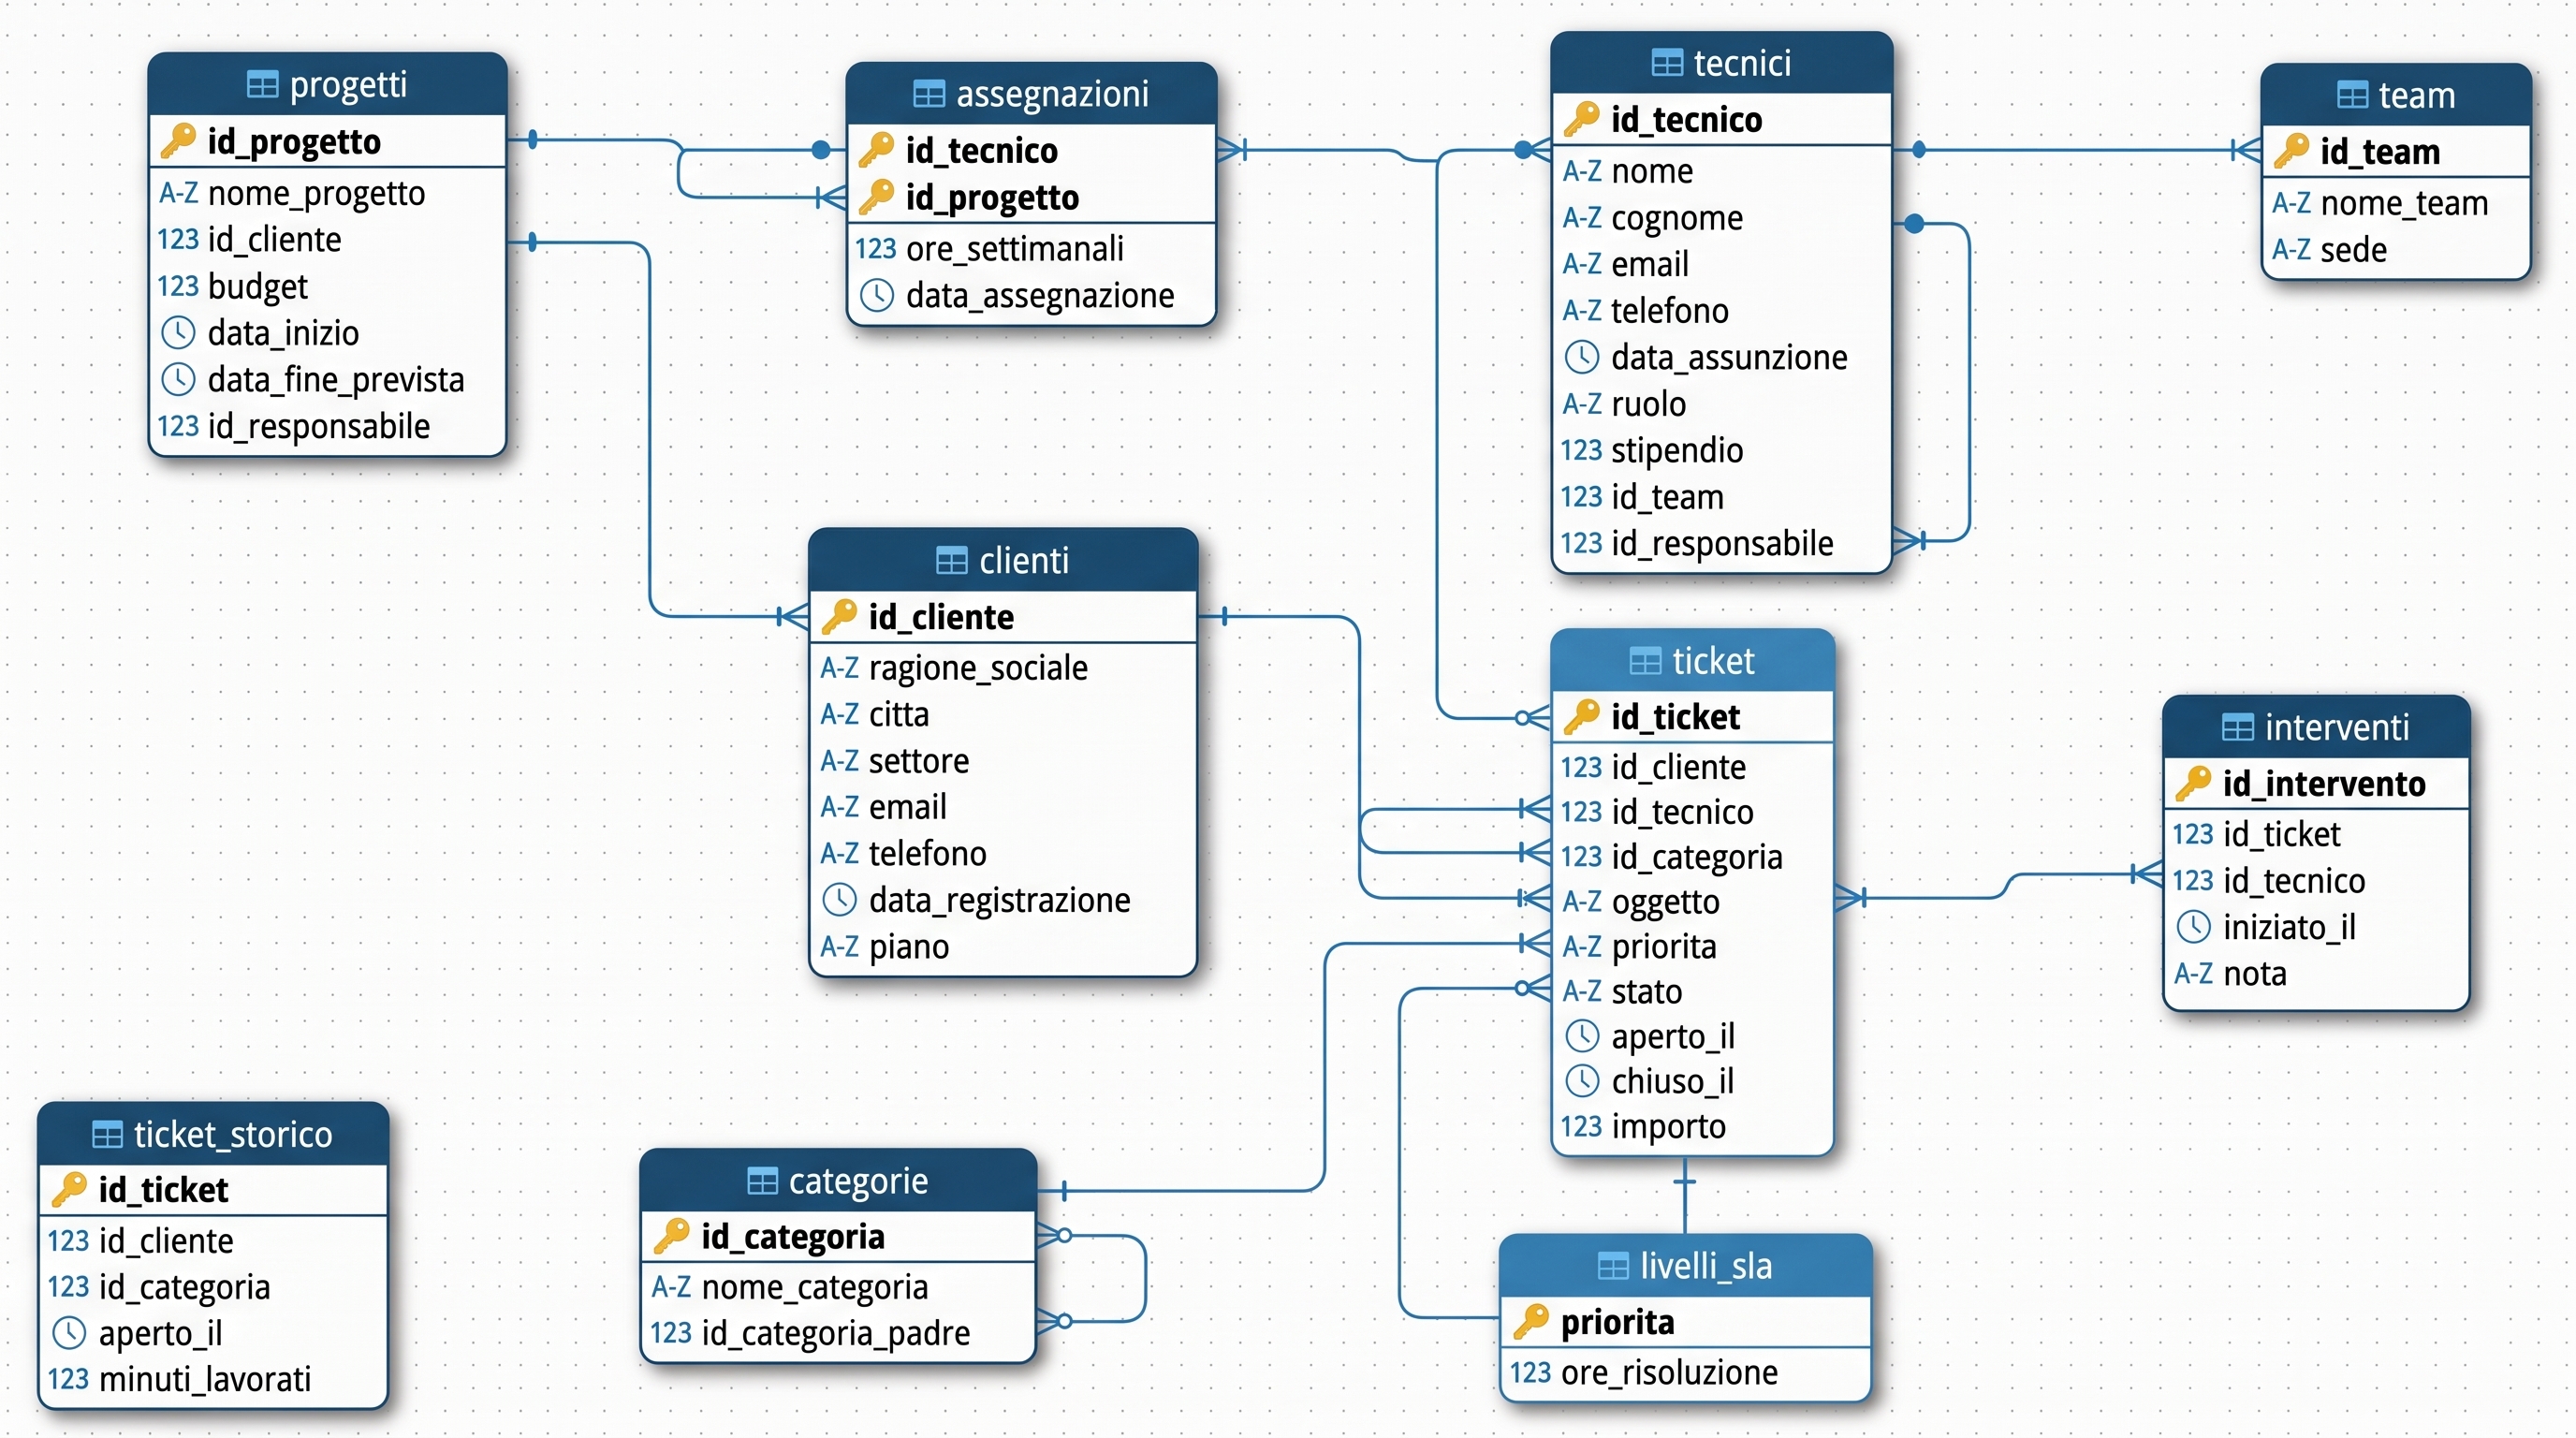 progetti
id_progetto
A-Z nome_progetto
123 id_cliente
123 budget
data_inizio
data_fine_prevista
123 id_responsabile
assegnazioni
id_tecnico
id_progetto
123 ore_settimanali
data_assegnazione
tecnici
id_tecnico
A-Z nome
A-Z cognome
A-Z email
A-Z telefono
data_assunzione
A-Z ruolo
123 stipendio
123 id_team
123 id_responsabile
team
id_team
A-Z nome_team
A-Z sede
clienti
id_cliente
A-Z ragione_sociale
A-Z citta
A-Z settore
A-Z email
A-Z telefono
data_registrazione
A-Z piano
ticket
id_ticket
123 id_cliente
123 id_tecnico
123 id_categoria
A-Z oggetto
A-Z priorita
A-Z stato
aperto_il
chiuso_il
123 importo
interventi
id_intervento
123 id_ticket
123 id_tecnico
iniziato_il
A-Z nota
ticket_storico
id_ticket
123 id_cliente
123 id_categoria
aperto_il
123 minuti_lavorati
categorie
id_categoria
A-Z nome_categoria
123 id_categoria_padre
livelli_sla
priorita
123 ore_risoluzione